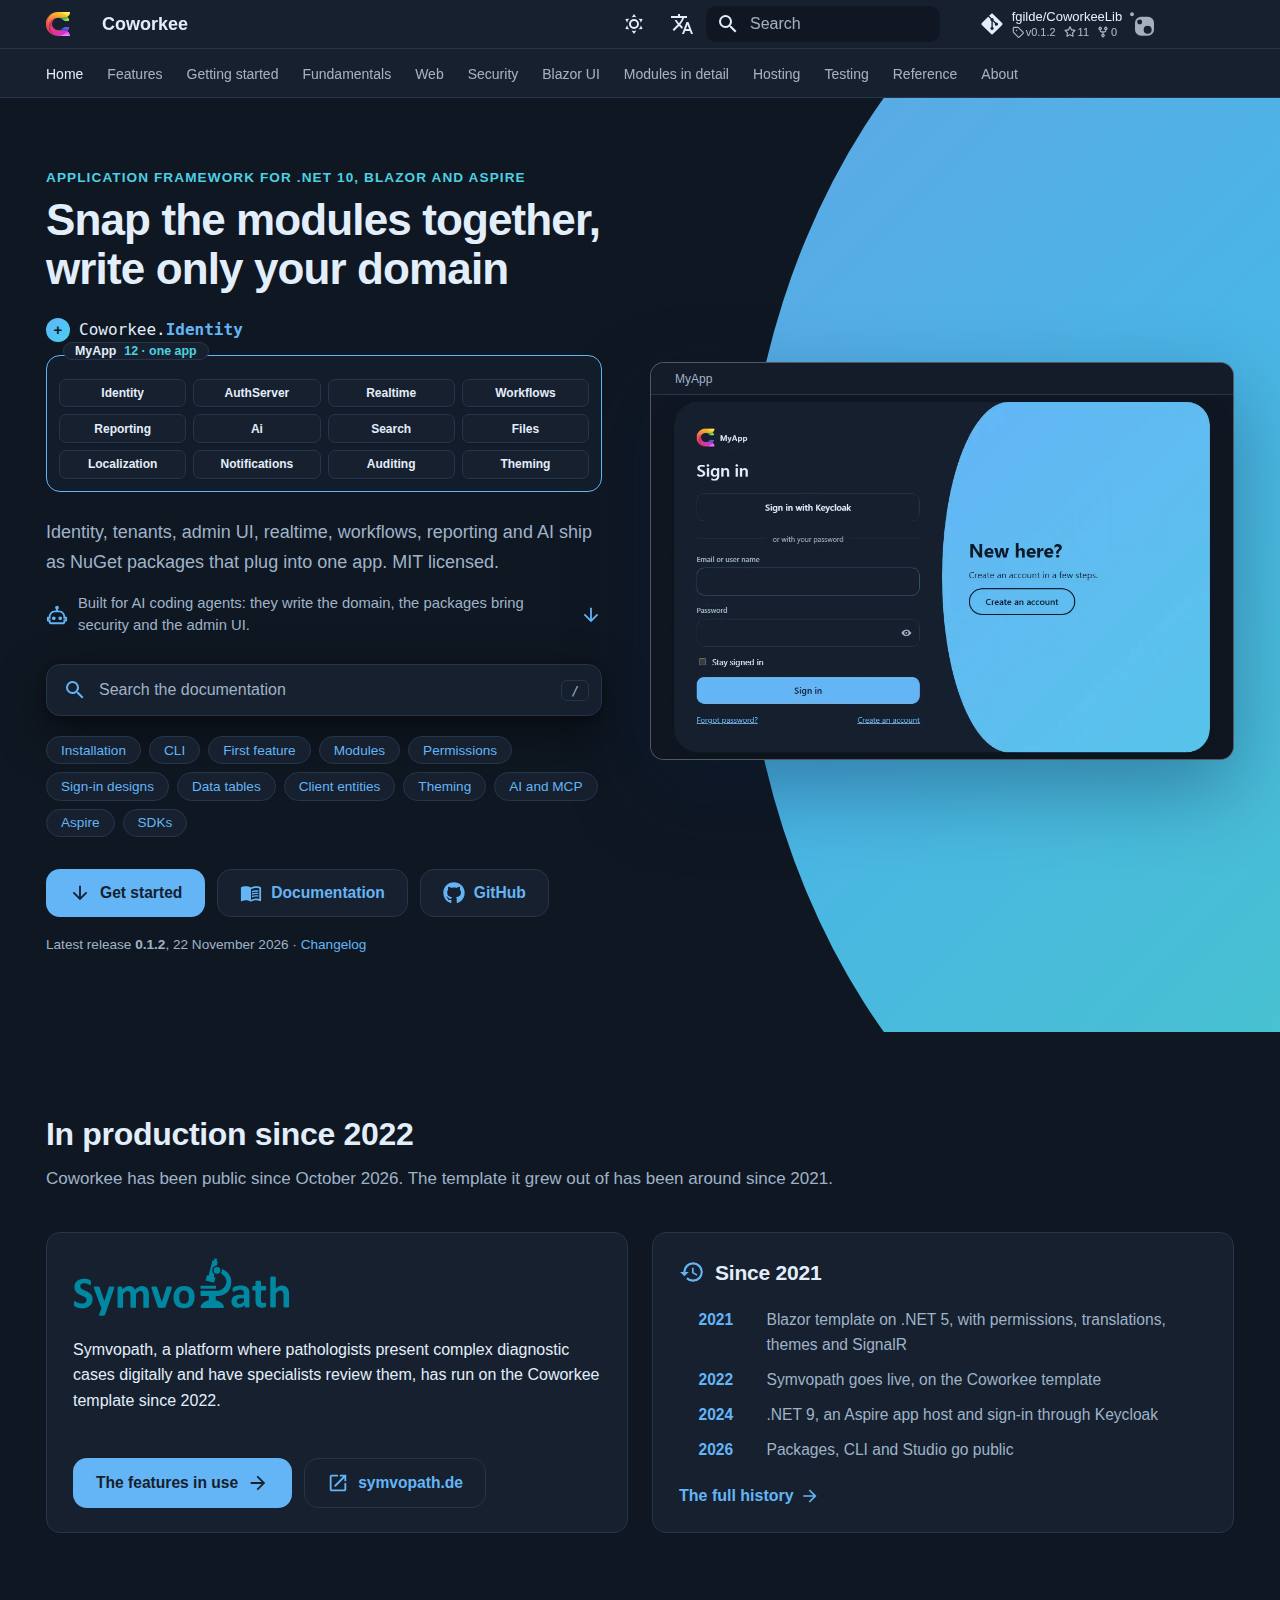 Coworkee
Search
fgilde/CoworkeeLib
v0.1.2 11 0
Home Features Getting started Fundamentals Web Security Blazor UI Modules in detail Hosting Testing Reference About
APPLICATION FRAMEWORK FOR .NET 10, BLAZOR AND ASPIRE
Snap the modules together,
write only your domain
+ Coworkee.Identity
MyApp 12 · one app
Identity AuthServer Realtime Workflows
Reporting Ai Search Files
Localization Notifications Auditing Theming
Identity, tenants, admin UI, realtime, workflows, reporting and AI ship
as NuGet packages that plug into one app. MIT licensed.
Built for AI coding agents: they write the domain, the packages bring
security and the admin UI.
Search the documentation /
Installation CLI First feature Modules Permissions
Sign-in designs Data tables Client entities Theming AI and MCP
Aspire SDKs
Get started Documentation GitHub
Latest release 0.1.2, 22 November 2026 · Changelog
MyApp
MyApp
Sign in
Sign in with Keycloak
or with your password
Email or user name
Password
Stay signed in
Sign in
Forgot password? Create an account
New here?
Create an account in a few steps.
Create an account
In production since 2022
Coworkee has been public since October 2026. The template it grew out of has been around since 2021.
Symvopath
Symvopath, a platform where pathologists present complex diagnostic
cases digitally and have specialists review them, has run on the Coworkee
template since 2022.
The features in use symvopath.de
Since 2021
2021 Blazor template on .NET 5, with permissions, translations,
themes and SignalR
2022 Symvopath goes live, on the Coworkee template
2024 .NET 9, an Aspire app host and sign-in through Keycloak
2026 Packages, CLI and Studio go public
The full history